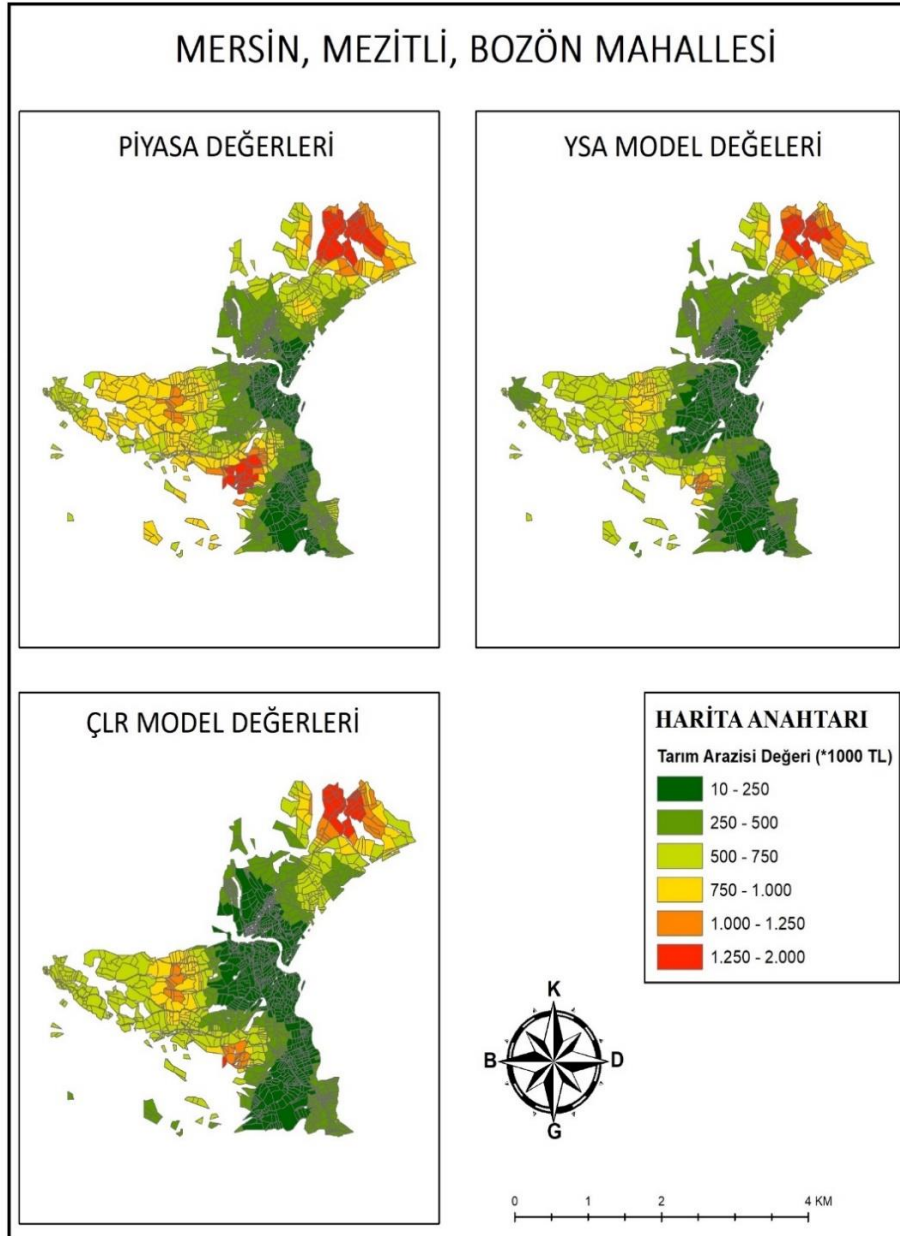 MERSİN, MEZİTLİ, BOZÖN MAHALLESİ
PİYASA DEĞERLERİ
YSA MODEL DEĞELERİ
ÇLR MODEL DEĞERLERİ
HARİTA ANAHTARI
Tarım Arazisi Değeri (*1000 TL)
10 - 250
250 - 500
500 - 750
750 - 1.000
1.000 - 1.250
1.250 - 2.000
K
B
D
G
0 1 2 4 KM